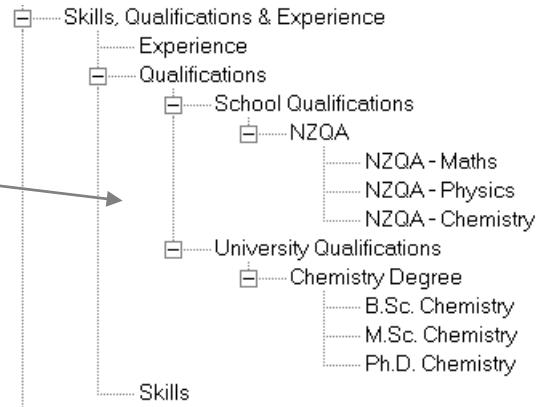 Skills, Qualifications & Experience
Experience
Qualifications
School Qualifications
NZQA
NZQA - Maths
NZQA - Physics
NZQA - Chemistry
University Qualifications
Chemistry Degree
B.Sc. Chemistry
M.Sc. Chemistry
Ph.D. Chemistry
Skills